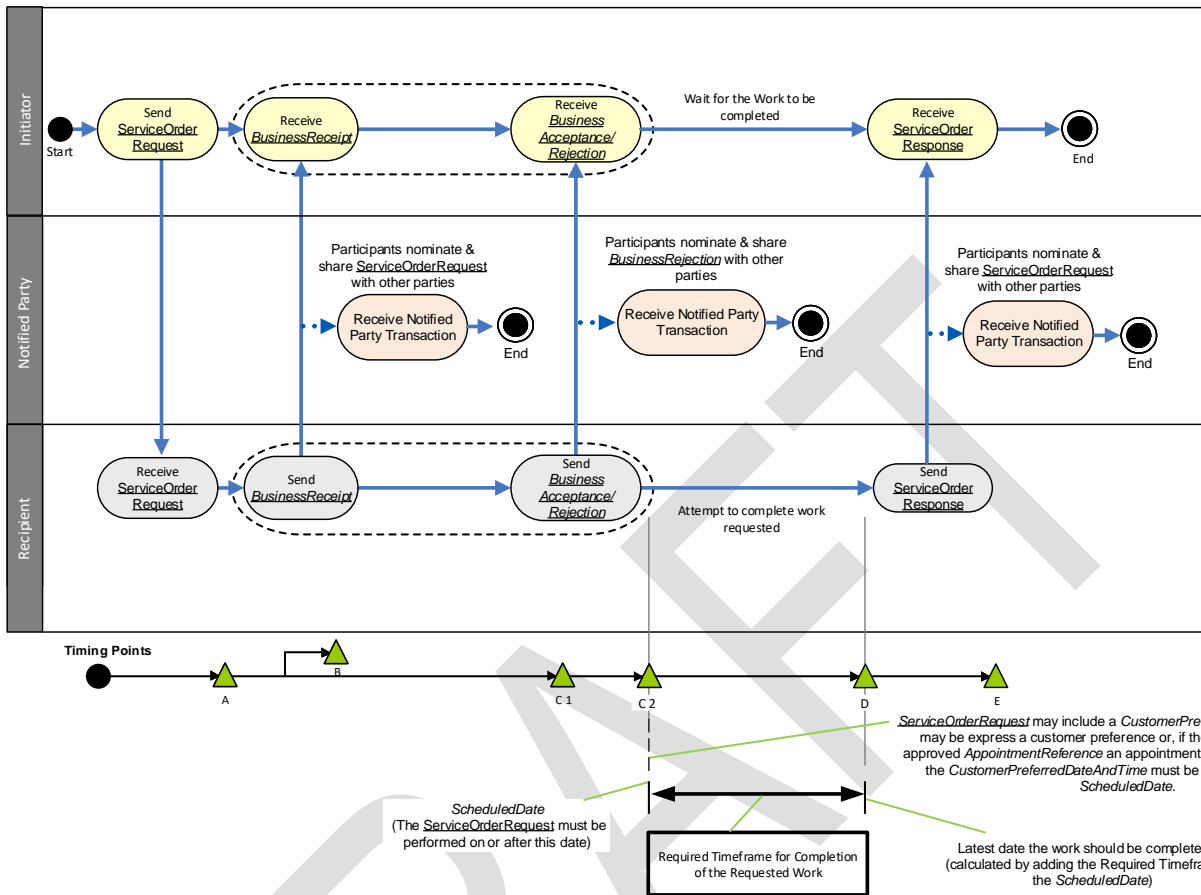 Initiator
Start
Send
ServiceOrder
Request
Receive
BusinessReceipt
Receive
Business
Acceptance/
Rejection
Wait for the Work to be
completed
Receive
ServiceOrder
Response
End
Notified Party
Participants nominate &
share ServiceOrderRequest
with other parties
Receive Notified
Party Transaction
End
Participants nominate & share
BusinessRejection with other
parties
Receive Notified Party
Transaction
End
Participants nominate &
share ServiceOrderRequest
with other parties
Receive Notified
Party Transaction
End
Recipient
Receive
ServiceOrder
Request
Send
BusinessReceipt
Send
Business
Acceptance/
Rejection
Attempt to complete work
requested
Send
ServiceOrder
Response
Timing Points
A
B
C 1
C 2
D
E
ServiceOrderRequest may include a CustomerPre
may be express a customer preference or, if the
approved AppointmentReference an appointment
the CustomerPreferredDateAndTime must be
ScheduledDate.
ScheduledDate
(The ServiceOrderRequest must be
performed on or after this date)
Required Timeframe for Completion
of the Requested Work
Latest date the work should be complete
(calculated by adding the Required Timefra
the ScheduledDate)
DRAFT